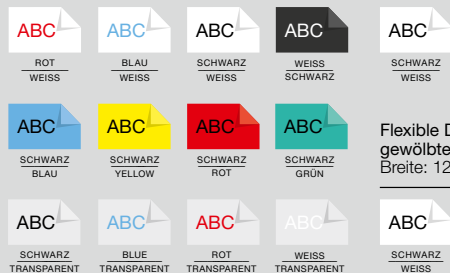 ABC ABC ABC ABC ABC
ROT BLAU SCHWARZ WEISS SCHWARZ
WEISS WEISS WEISS SCHWARZ WEISS
ABC ABC ABC ABC
SCHWARZ SCHWARZ SCHWARZ SCHWARZ
BLAU YELLOW ROT GRÜN
Flexible D
gewölbte
Breite: 12
ABC ABC ABC ABC ABC
SCHWARZ BLUE ROT WEISS SCHWARZ
TRANSPARENT TRANSPARENT TRANSPARENT TRANSPARENT WEISS